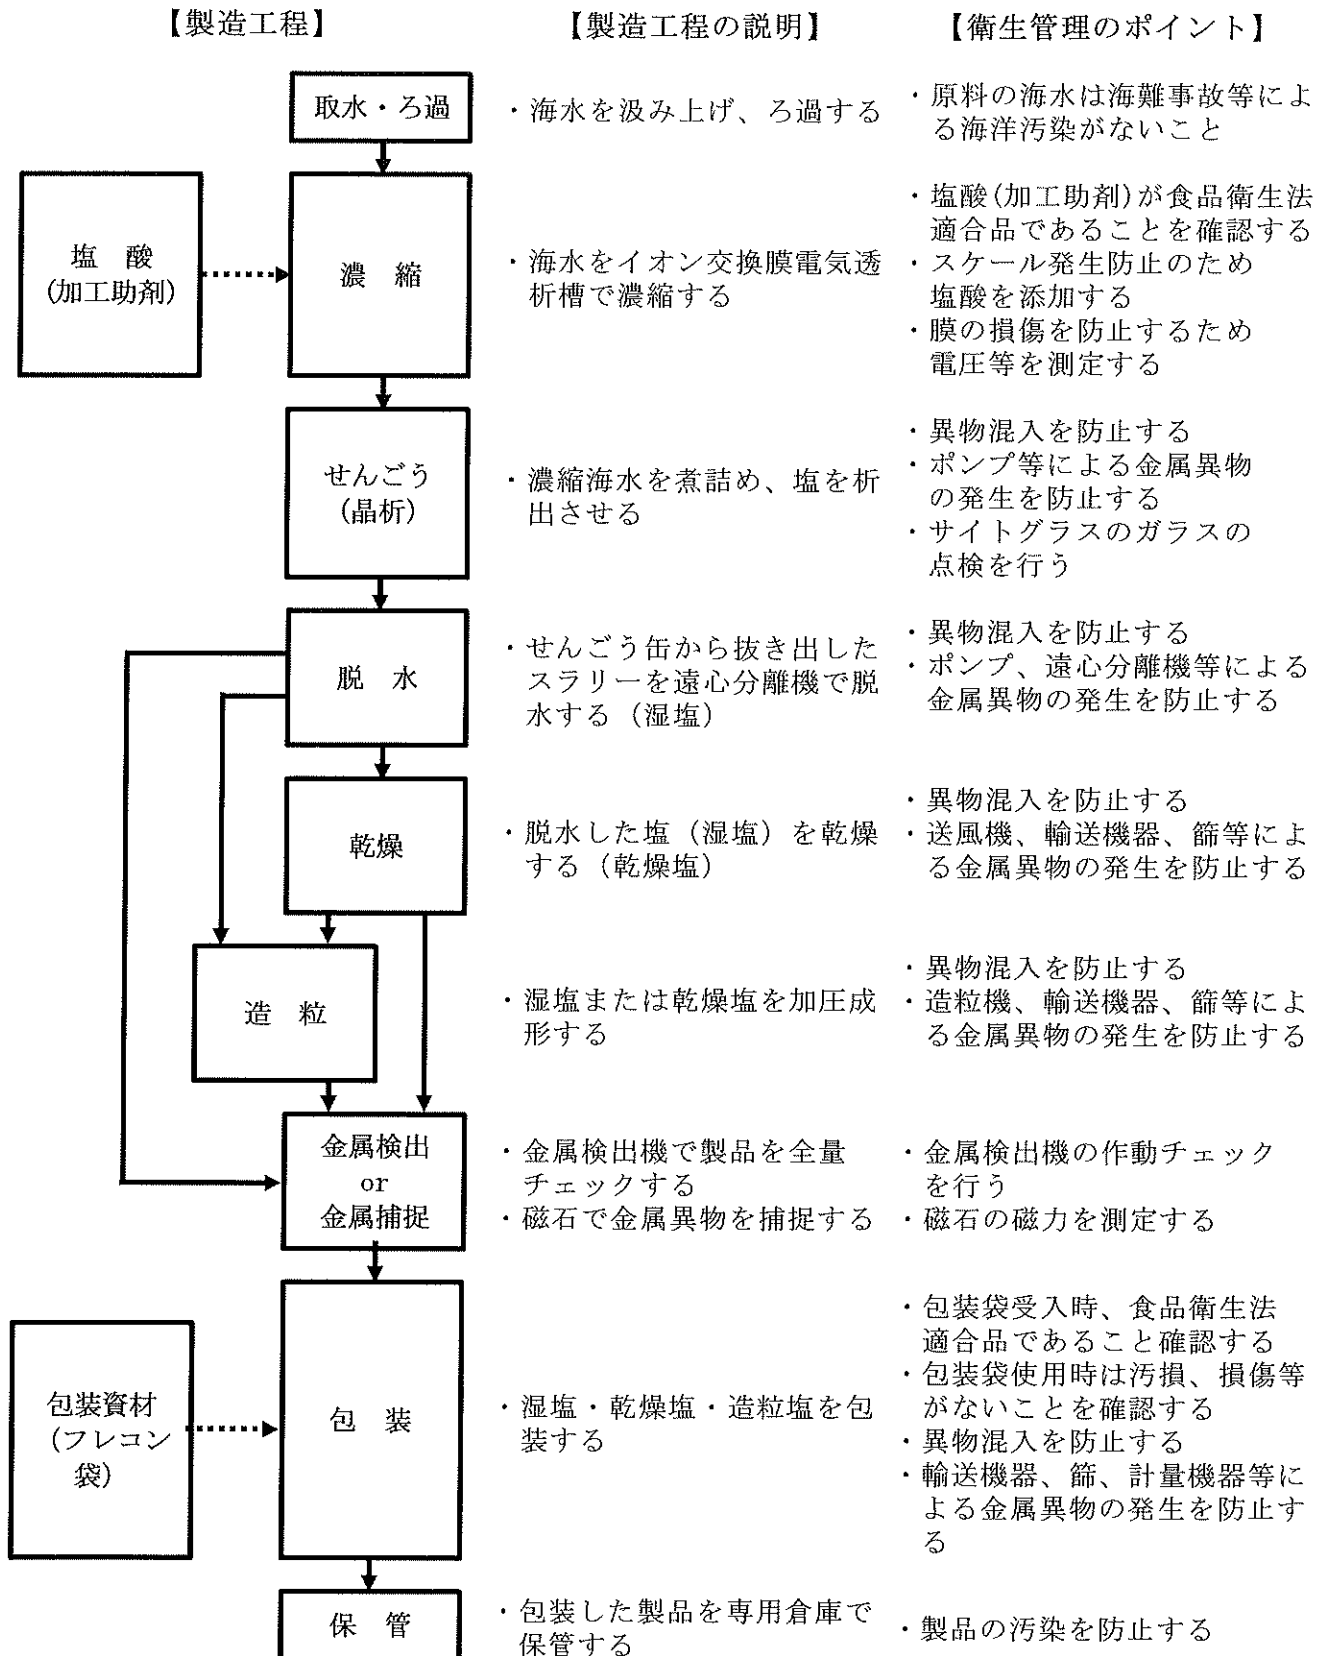 【製造工程】
【製造工程の説明】
【衛生管理のポイント】
取水・ろ過
・海水を汲み上げ、ろ過する
・原料の海水は海難事故等によ
る海洋汚染がないこと
塩　酸
(加工助剤)
濃　縮
・海水をイオン交換膜電気透
析槽で濃縮する
・塩酸(加工助剤)が食品衛生法
適合品であることを確認する
・スケール発生防止のため
塩酸を添加する
・膜の損傷を防止するため
電圧等を測定する
せんごう
(晶析)
・濃縮海水を煮詰め、塩を析
出させる
・異物混入を防止する
・ポンプ等による金属異物
の発生を防止する
・サイトグラスのガラスの
点検を行う
脱　水
・せんごう缶から抜き出した
スラリーを遠心分離機で脱
水する（湿塩）
・異物混入を防止する
・ポンプ、遠心分離機等による
金属異物の発生を防止する
乾燥
・脱水した塩（湿塩）を乾燥
する（乾燥塩）
・異物混入を防止する
・送風機、輸送機器、篩等によ
る金属異物の発生を防止する
造　粒
・湿塩または乾燥塩を加圧成
形する
・異物混入を防止する
・造粒機、輸送機器、篩等によ
る金属異物の発生を防止する
金属検出
or
金属捕捉
・金属検出機で製品を全量
チェックする
・磁石で金属異物を捕捉する
・金属検出機の作動チェック
を行う
・磁石の磁力を測定する
包装資材
（フレコン
袋）
包　装
・湿塩・乾燥塩・造粒塩を包
装する
・包装袋受入時、食品衛生法
適合品であること確認する
・包装袋使用時は汚損、損傷等
がないことを確認する
・異物混入を防止する
・輸送機器、篩、計量機器等に
よる金属異物の発生を防止す
る
保　管
・包装した製品を専用倉庫で
保管する
・製品の汚染を防止する